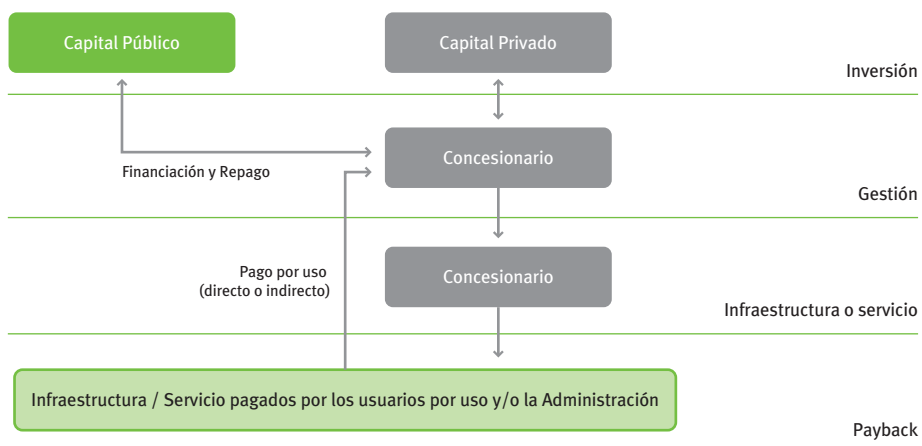 Capital Público
Capital Privado
Inversión
Concesionario
Financiación y Repago
Gestión
Pago por uso
(directo o indirecto)
Concesionario
Infraestructura o servicio
Infraestructura / Servicio pagados por los usuarios por uso y/o la Administración
Payback